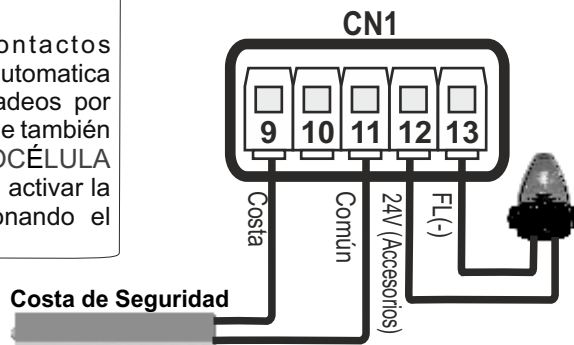 ontactos
utomatica
adeos por
e también
OCÉLULA
activar la
onando el
CN1
9 10 11 12 13
Costa
Común
24V (Accesorios)
FL(-)
Costa de Seguridad